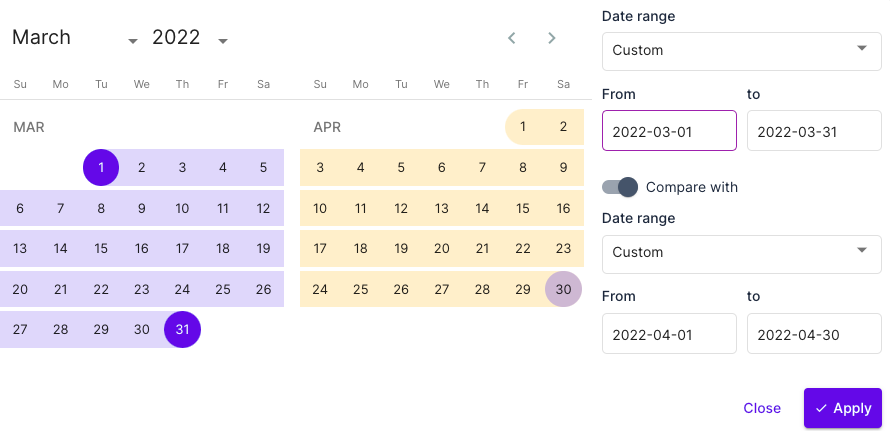 March 2022
Su Mo Tu We Th Fr Sa
Su Mo Tu We Th Fr Sa
MAR
1 2 3 4 5
6 7 8 9 10 11 12
13 14 15 16 17 18 19
20 21 22 23 24 25 26
27 28 29 30 31
APR 1 2
3 4 5 6 7 8 9
10 11 12 13 14 15 16
17 18 19 20 21 22 23
24 25 26 27 28 29 30
Date range
Custom
From to
2022-03-01 2022-03-31
Compare with
Date range
Custom
From to
2022-04-01 2022-04-30
Close Apply